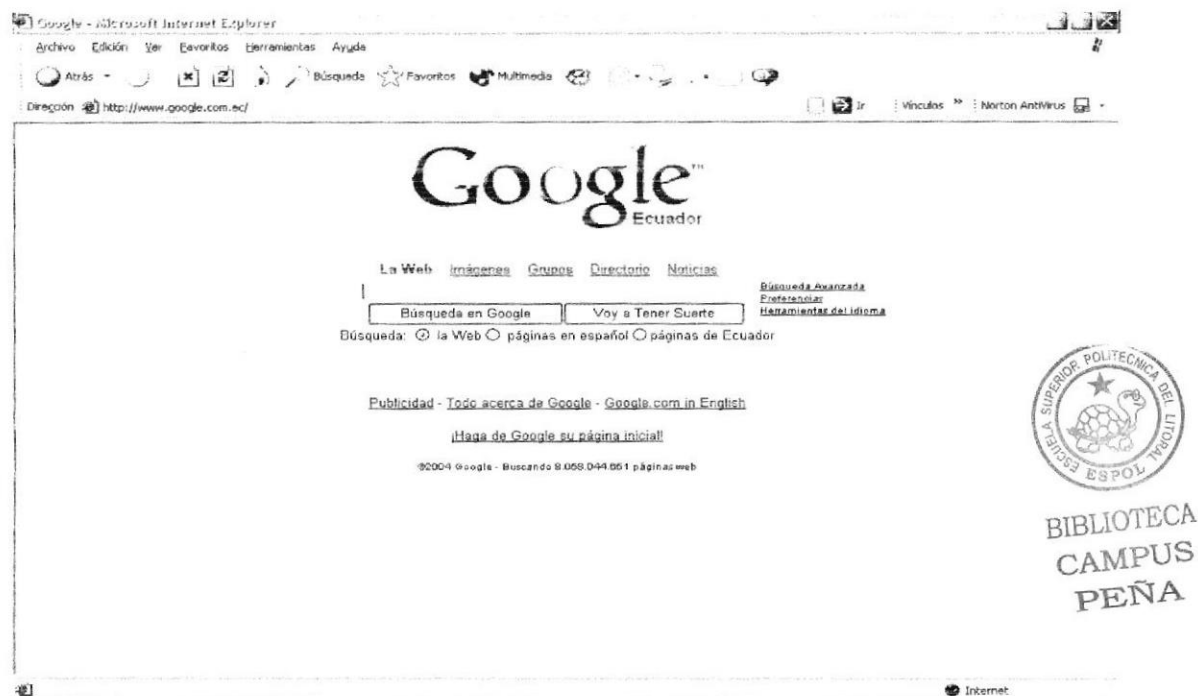 Google - Microsoft Internet Explorer
Archivo Edición Ver Favoritos Herramientas Ayuda
Atrás Búsqueda Favoritos Multimedia
Dirección http://www.google.com.ec/ Ir Vínculos » Norton AntiVirus
Google™
Ecuador
La Web Imágenes Grupos Directorio Noticias
Búsqueda Avanzada
Preferencias
Herramientas del idioma
Búsqueda en Google Voy a Tener Suerte
Búsqueda: la Web páginas en español páginas de Ecuador
Publicidad - Todo acerca de Google - Google.com in English
¡Haga de Google su página inicial!
©2004 Google - Buscando 8.058.044.651 páginas web
ESCUELA SUPERIOR POLITECNICA DEL LITORAL
ESPOL
BIBLIOTECA
CAMPUS
PEÑA
Internet